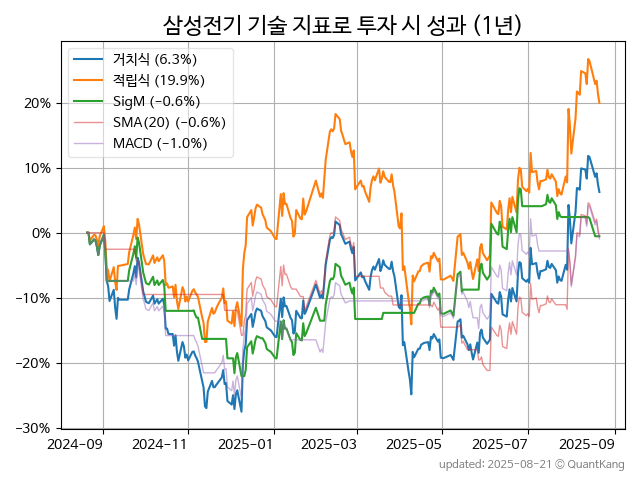 삼성전기 기술 지표로 투자 시 성과 (1년)
거치식 (6.3%)
적립식 (19.9%)
SigM (−0.6%)
SMA(20) (−0.6%)
MACD (−1.0%)
20%
10%
0%
−10%
−20%
−30%
2024-09 2024-11 2025-01 2025-03 2025-05 2025-07 2025-09
updated: 2025-08-21 © QuantKang